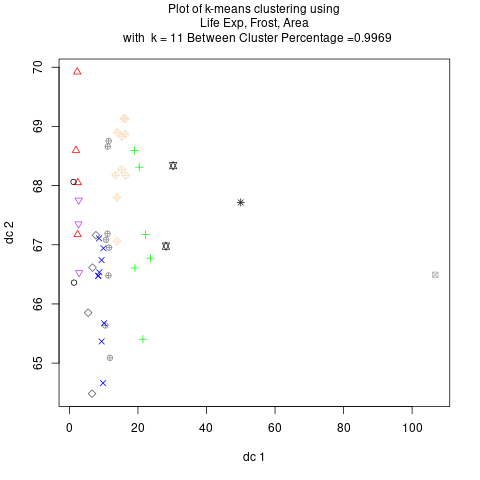 Plot of k-means clustering using
Life Exp, Frost, Area
with k = 11 Between Cluster Percentage =0.9969
70
69
68
67
66
65
dc 2
0 20 40 60 80 100
dc 1